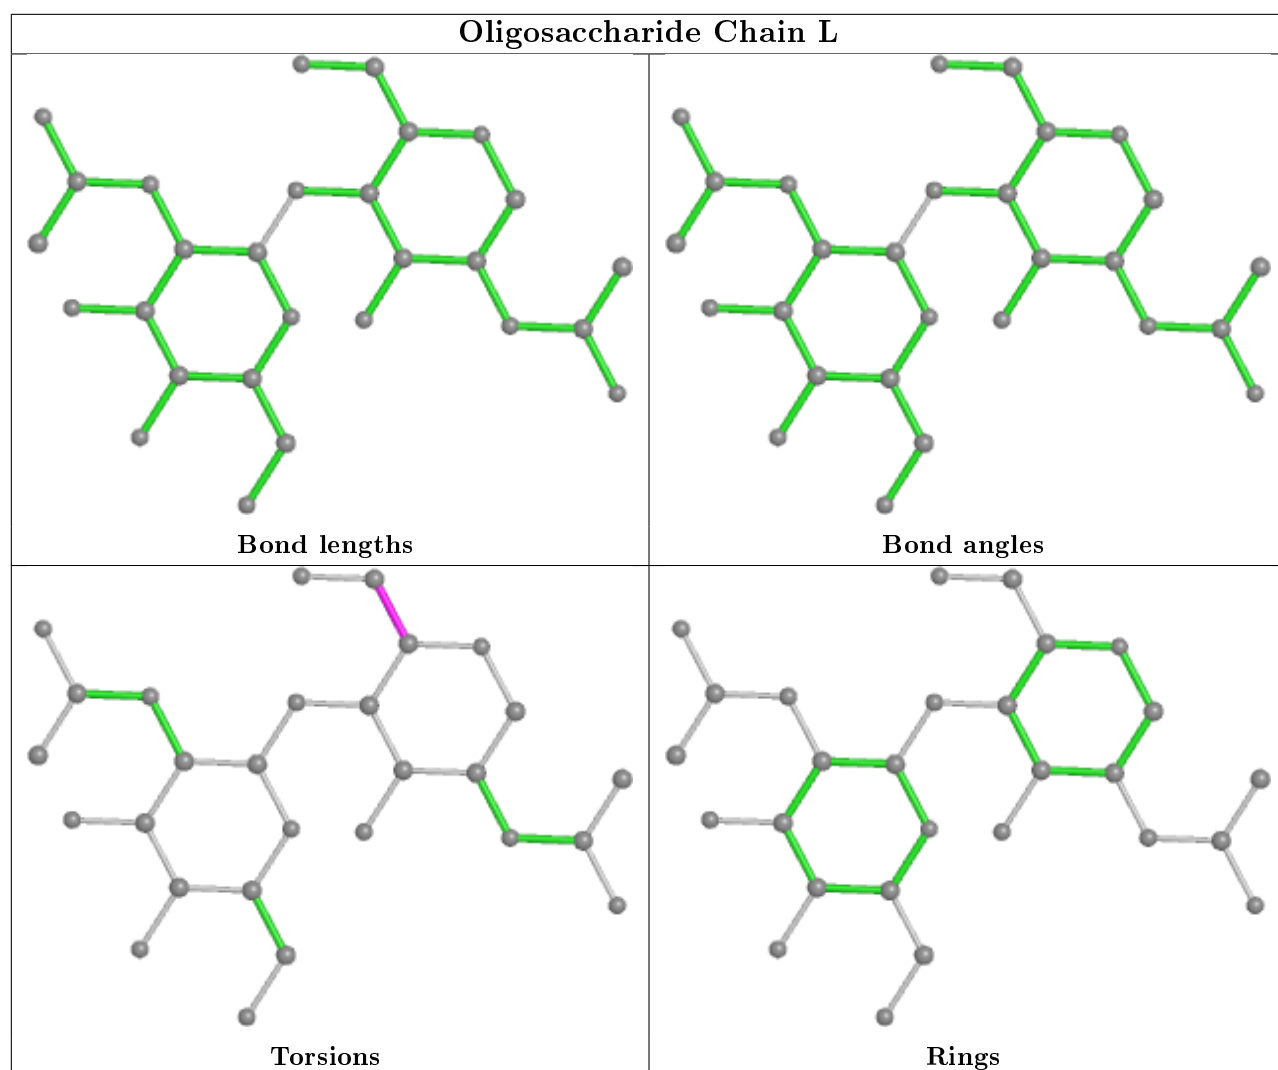 Oligosaccharide Chain L
Bond lengths
Bond angles
Torsions
Rings